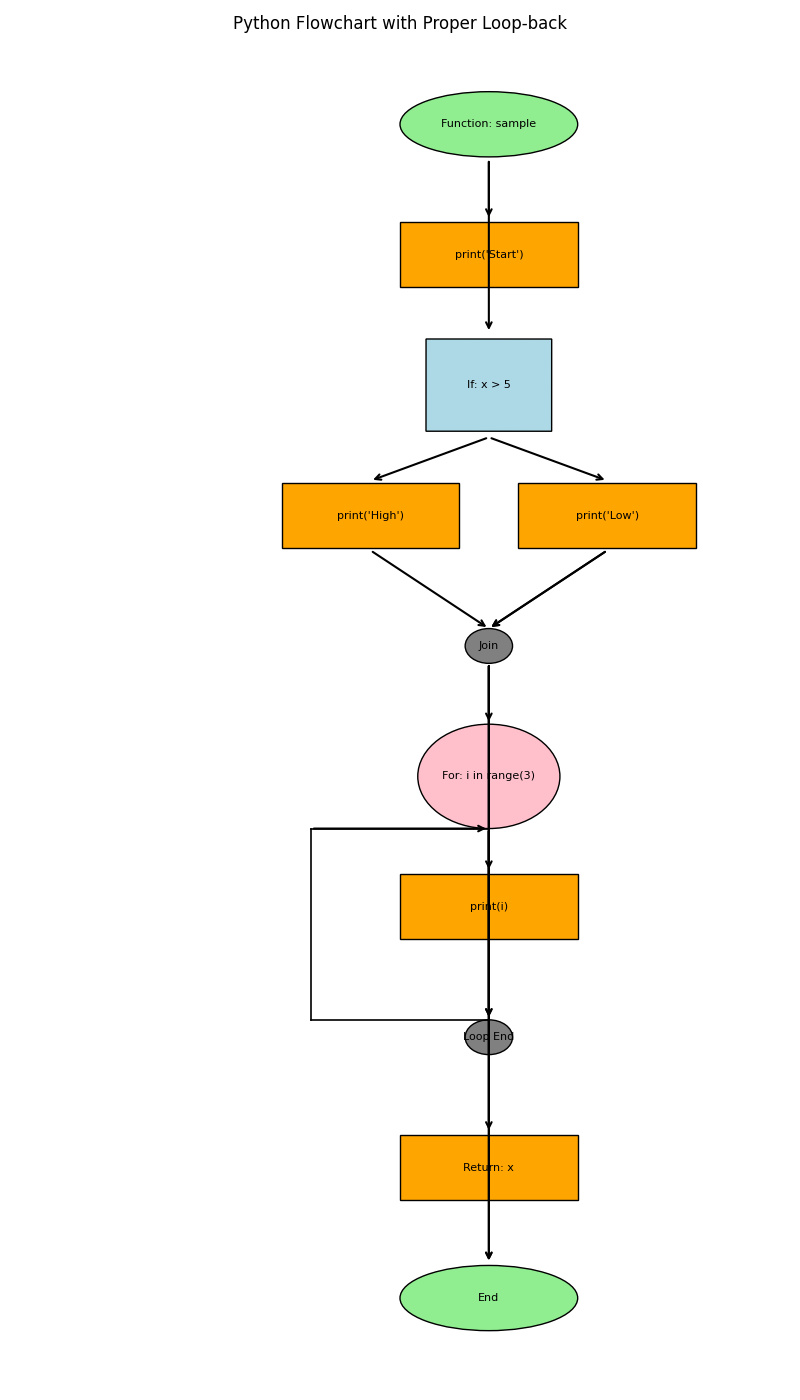 Python Flowchart with Proper Loop-back
Function: sample
print('Start')
If: x > 5
print('High')
print('Low')
Join
For: i in range(3)
print(i)
Loop End
Return: x
End